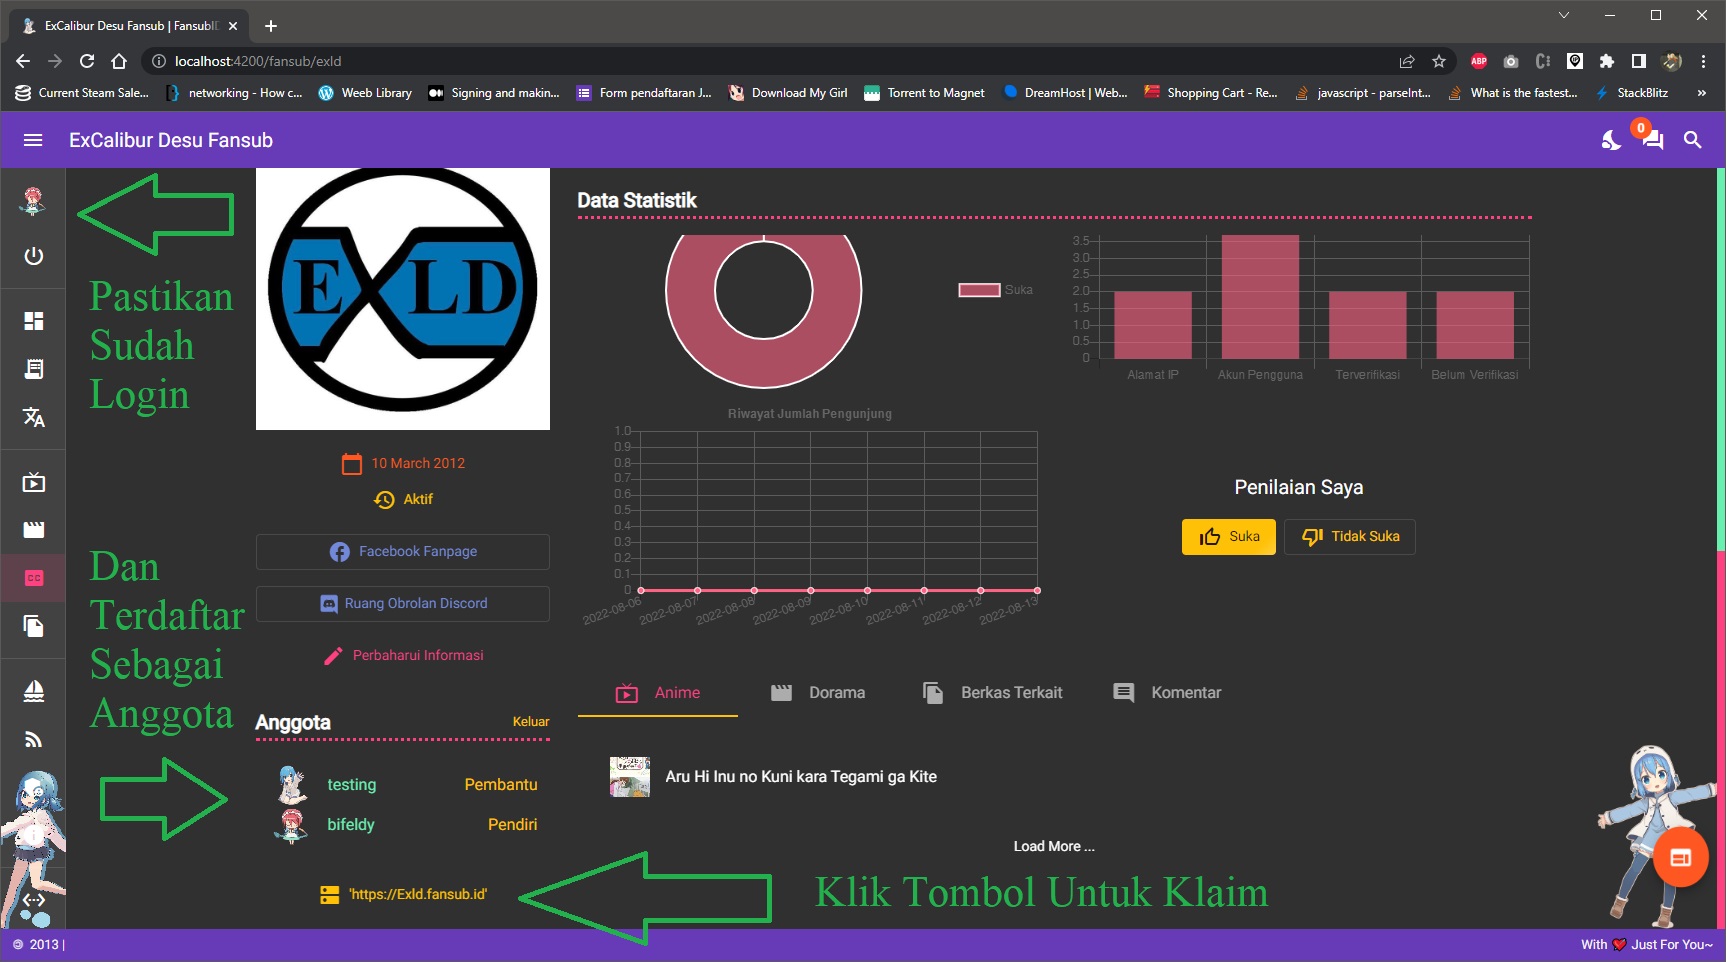 ExCalibur Desu Fansub | FansubID
localhost:4200/fansub/exld
ABP
Current Steam Sale...
networking - How c...
Weeb Library
Signing and makin...
Form pendaftaran J...
Download My Girl
Torrent to Magnet
DreamHost | Web...
Shopping Cart - Re...
javascript - parseInt...
What is the fastest...
StackBlitz
»
ExCalibur Desu Fansub
0
Pastikan
Sudah
Login
EXLD
10 March 2012
Aktif
Facebook Fanpage
Ruang Obrolan Discord
Perbaharui Informasi
CC
Dan
Terdaftar
Sebagai
Anggota
Anggota
Keluar
testing
Pembantu
bifeldy
Pendiri
'https://Exld.fansub.id'
Klik Tombol Untuk Klaim
Data Statistik
Suka
3.5
3.0
2.5
2.0
1.5
1.0
0.5
0
Alamat IP
Akun Pengguna
Terverifikasi
Belum Verifikasi
Riwayat Jumlah Pengunjung
1.0
0.9
0.8
0.7
0.6
0.5
0.4
0.3
0.2
0.1
0
2022-08-06
2022-08-07
2022-08-08
2022-08-09
2022-08-10
2022-08-11
2022-08-12
2022-08-13
Penilaian Saya
Suka
Tidak Suka
Anime
Dorama
Berkas Terkait
Komentar
Aru Hi Inu no Kuni kara Tegami ga Kite
Load More ...
© 2013 |
With ❤ Just For You~